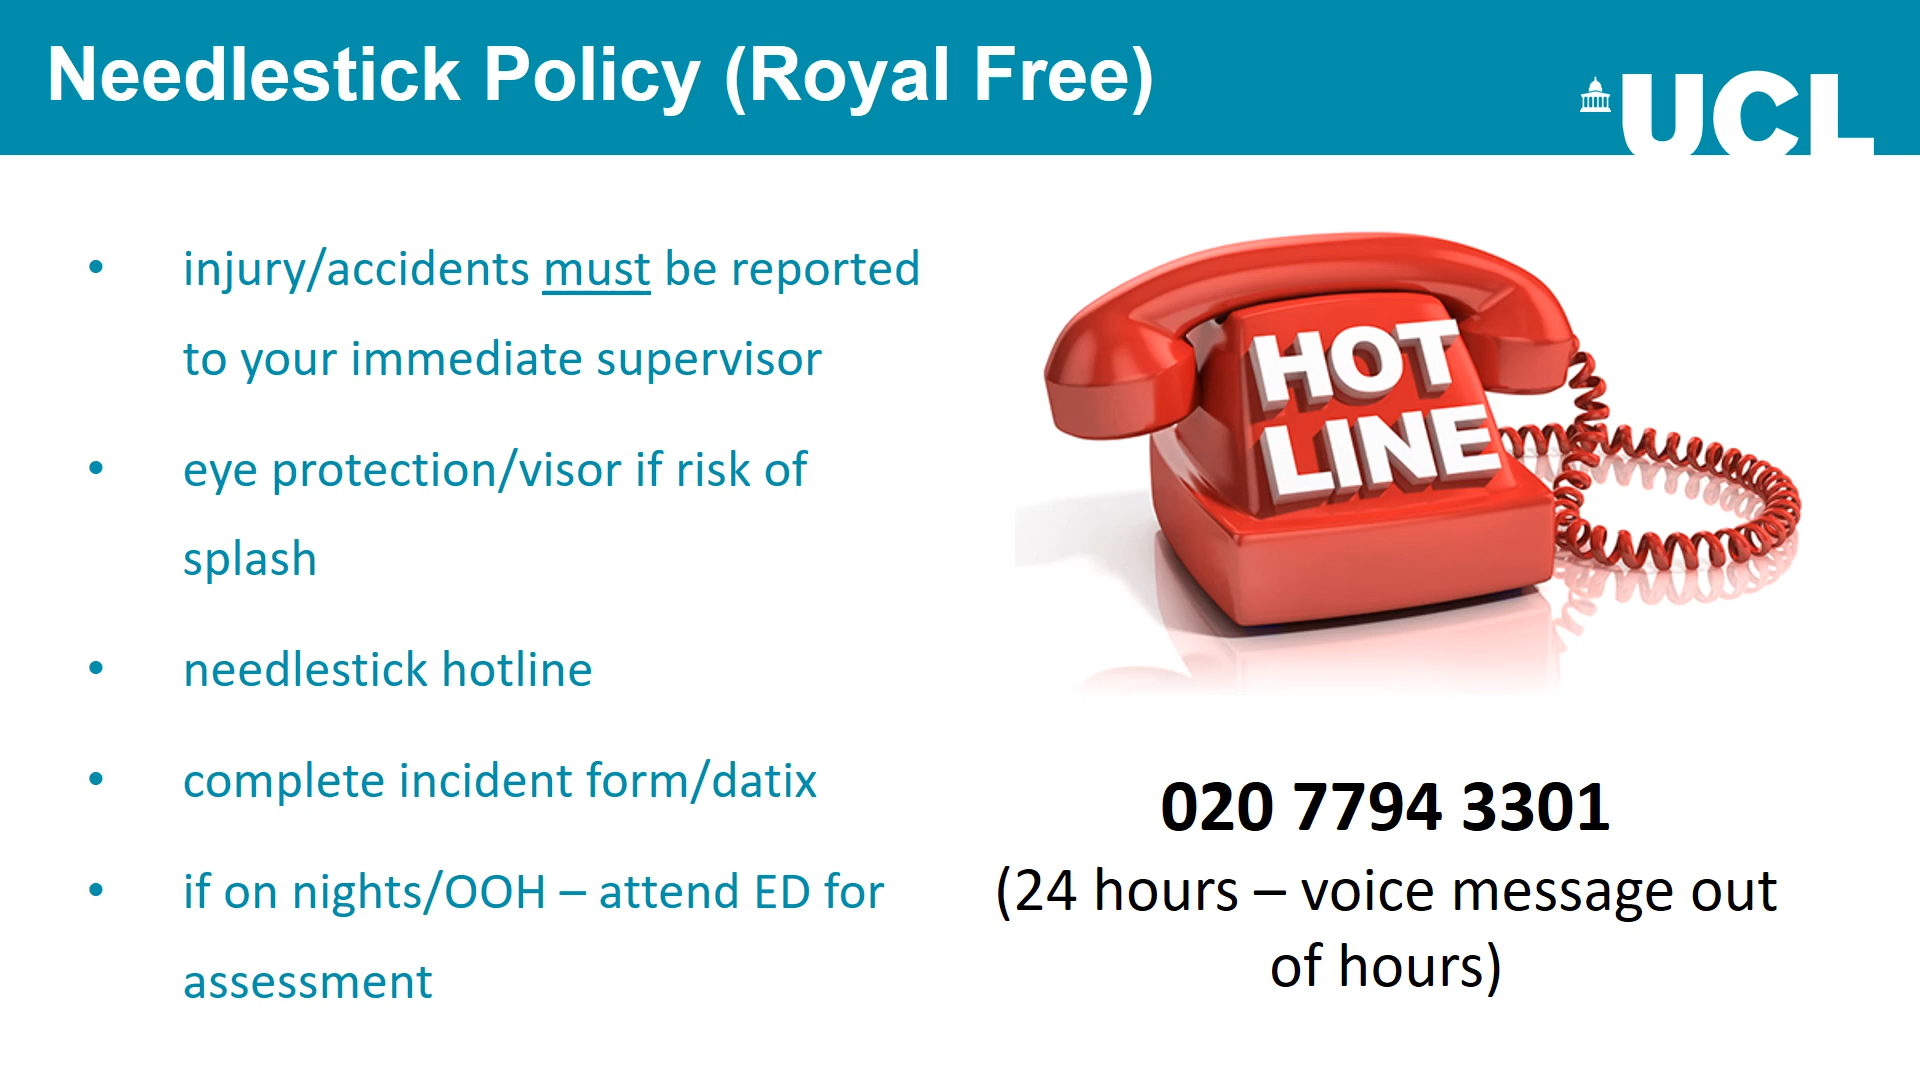 Needlestick Policy (Royal Free)
UCL
• injury/accidents must be reported
to your immediate supervisor
• eye protection/visor if risk of
splash
• needlestick hotline
• complete incident form/datix
• if on nights/OOH – attend ED for
assessment
HOT
LINE
020 7794 3301
(24 hours – voice message out
of hours)